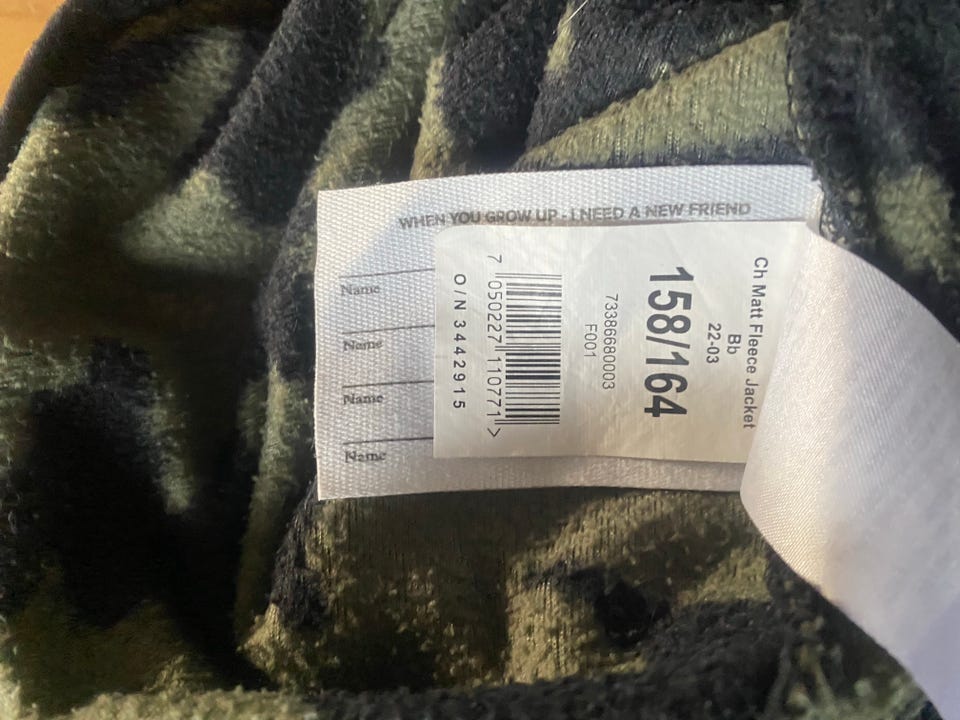 WHEN YOU GROW UP - I NEED A NEW FRIEND
Name
Name
Name
Name
Ch Matt Fleece Jacket
Bb
22-03
158/164
73386680003
F001
7 050227 110771 >
O/N 3442915